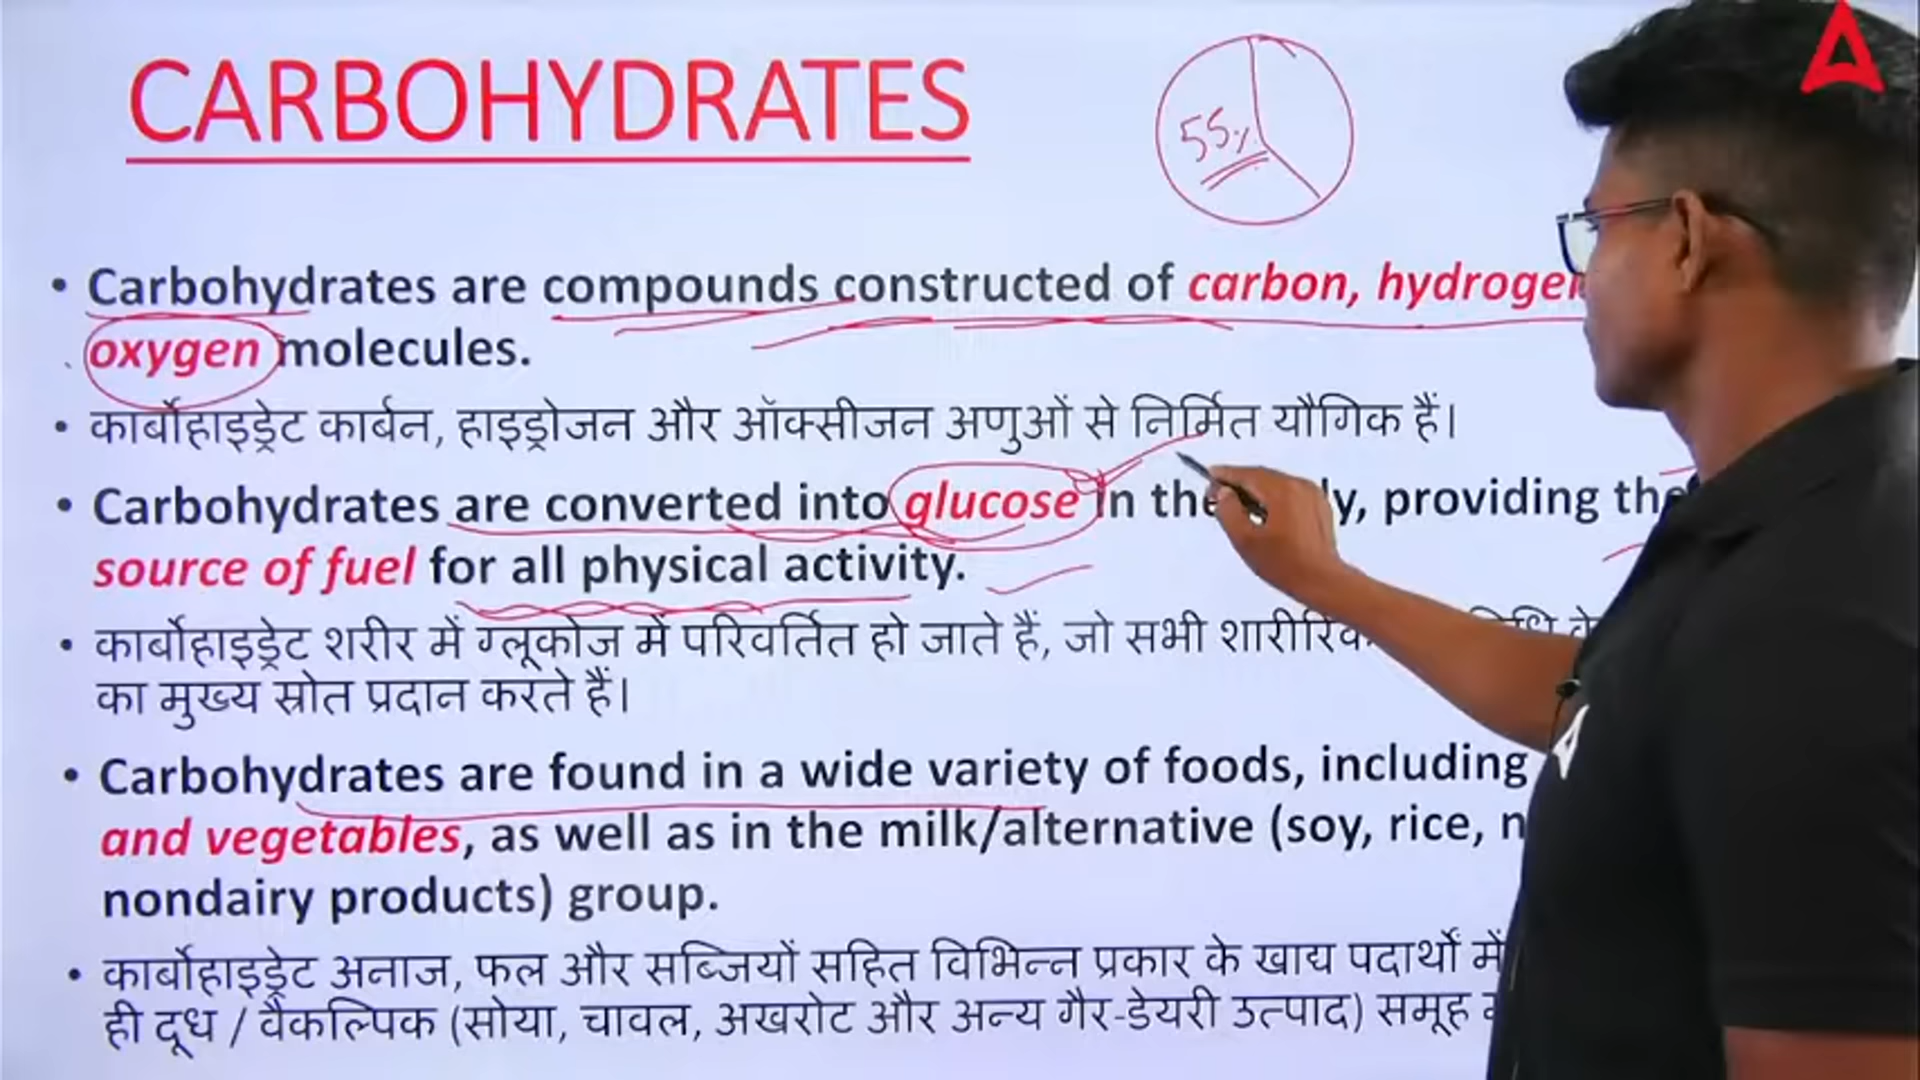 CARBOHYDRATES
55%
• Carbohydrates are compounds constructed of carbon, hydrogen
oxygen molecules.
• कार्बोहाइड्रेट कार्बन, हाइड्रोजन और ऑक्सीजन अणुओं से निर्मित यौगिक हैं।
• Carbohydrates are converted into glucose in the providing the
source of fuel for all physical activity.
• कार्बोहाइड्रेट शरीर में ग्लूकोज में परिवर्तित हो जाते हैं, जो सभी
का मुख्य स्रोत प्रदान करते हैं।
• Carbohydrates are found in a wide variety of foods, including
and vegetables, as well as in the milk/alternative (soy, rice,
nondairy products) group.
• कार्बोहाइड्रेट अनाज, फल और सब्जियों सहित विभिन्न प्रकार के खाद्य पदार्थों में
ही दूध / वैकल्पिक (सोया, चावल, अखरोट और अन्य गैर-डेयरी उत्पाद) समूह